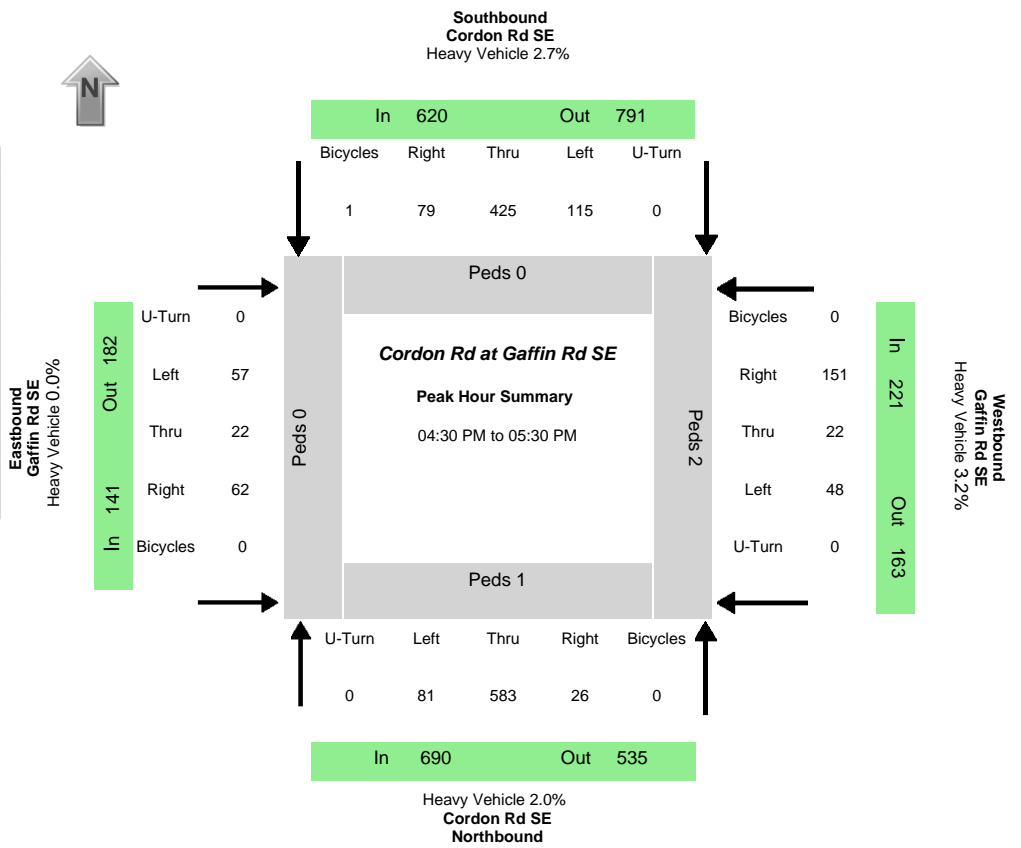 Southbound
Cordon Rd SE
Heavy Vehicle 2.7%
N
In 620 Out 791
Bicycles Right Thru Left U-Turn
1 79 425 115 0
Peds 0
Eastbound
Gaffin Rd SE
Heavy Vehicle 0.0%
In 141 Out 182
U-Turn 0
Left 57
Thru 22
Right 62
Bicycles 0
Peds 0
Cordon Rd at Gaffin Rd SE
Peak Hour Summary
04:30 PM to 05:30 PM
Peds 2
Bicycles 0
Right 151
Thru 22
Left 48
U-Turn 0
In 221 Out 163
Westbound
Gaffin Rd SE
Heavy Vehicle 3.2%
Peds 1
U-Turn Left Thru Right Bicycles
0 81 583 26 0
In 690 Out 535
Heavy Vehicle 2.0%
Cordon Rd SE
Northbound